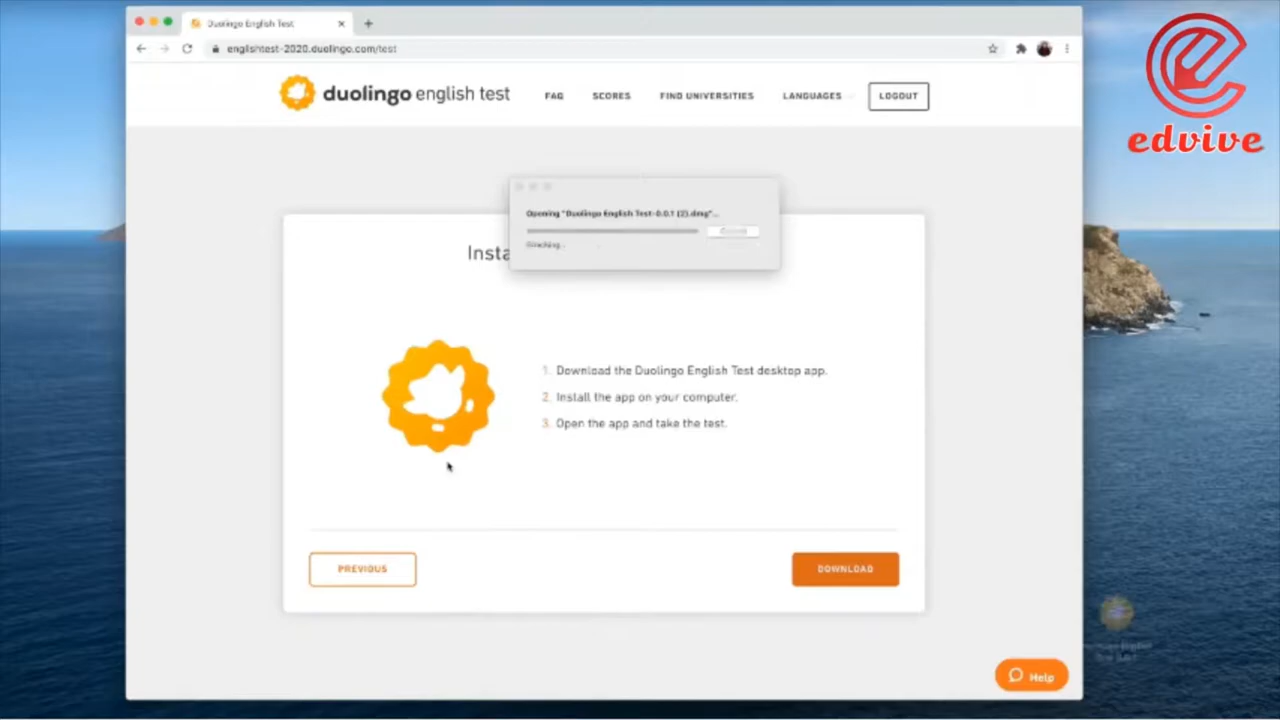 Duolingo English Test
englishtest-2020.duolingo.com/test
edvive
duolingo english test
FAQ
SCORES
FIND UNIVERSITIES
LANGUAGES
LOGOUT
Opening "Duolingo English Test-0.0.1 (2).dmg"...
Insta
1. Download the Duolingo English Test desktop app.
2. Install the app on your computer.
3. Open the app and take the test.
PREVIOUS
DOWNLOAD
Help